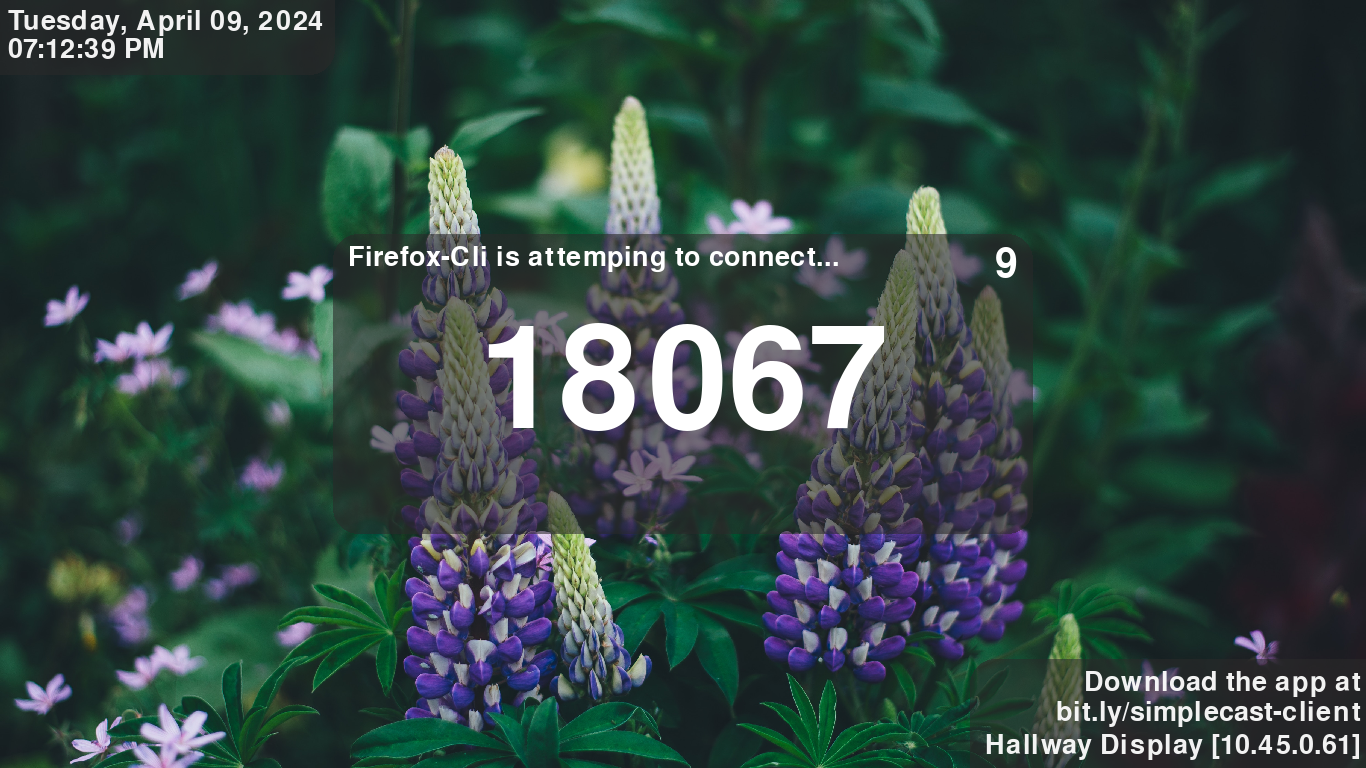 Tuesday, April 09, 2024
07:12:39 PM
Firefox-Cli is attemping to connect...
9
18067
Download the app at
bit.ly/simplecast-client
Hallway Display [10.45.0.61]